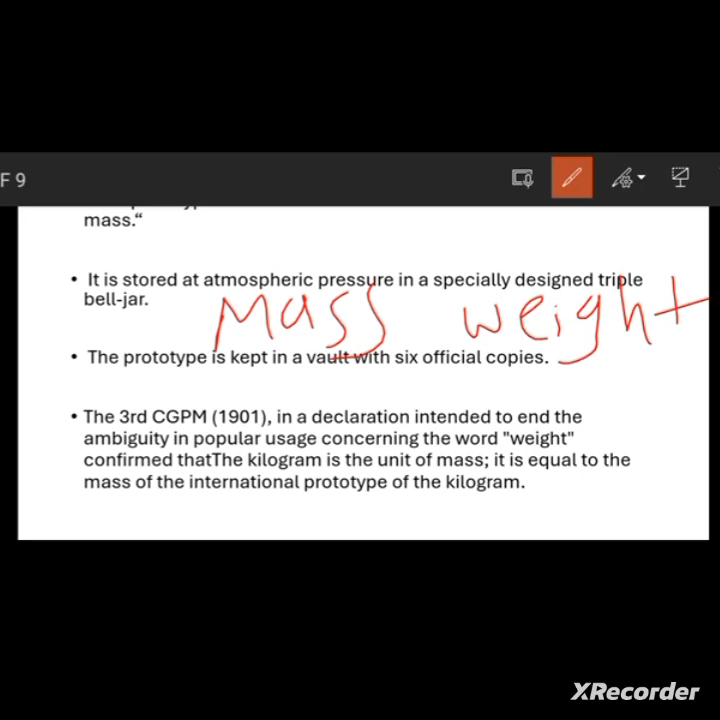 F 9
mass.“
• It is stored at atmospheric pressure in a specially designed triple
bell-jar.
Mass weight
• The prototype is kept in a vault with six official copies.
• The 3rd CGPM (1901), in a declaration intended to end the
ambiguity in popular usage concerning the word "weight"
confirmed thatThe kilogram is the unit of mass; it is equal to the
mass of the international prototype of the kilogram.
XRecorder